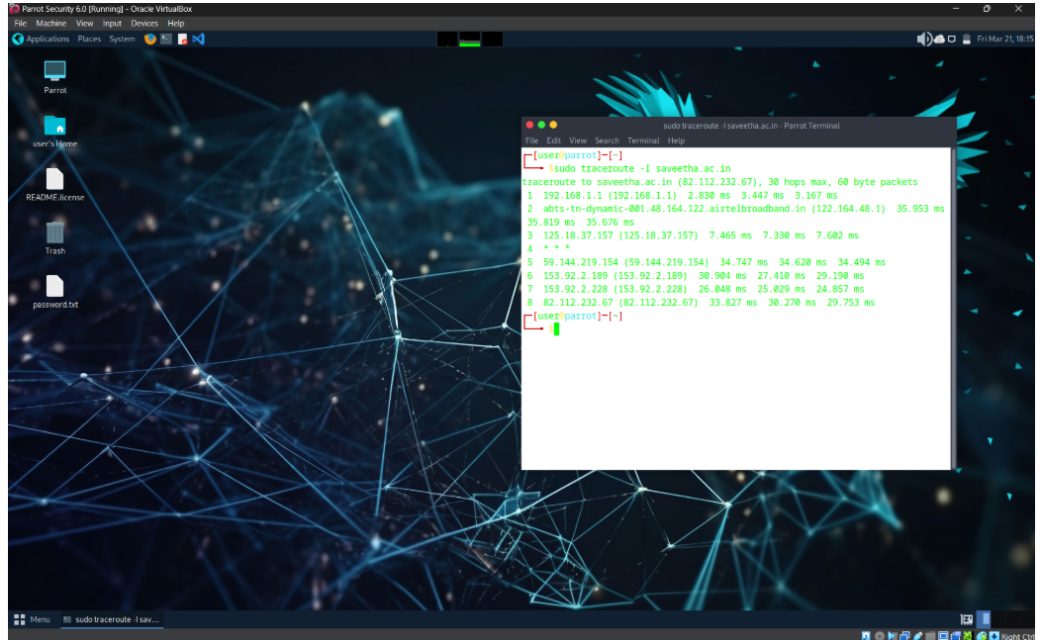 Parrot Security 6.0 [Running] - Oracle VirtualBox
File Machine View Input Devices Help
Applications Places System
Fri Mar 21, 18:15
Parrot
user's Home
README.license
Trash
password.txt
sudo traceroute -I saveetha.ac.in - Parrot Terminal
File Edit View Search Terminal Help
[user@parrot]-[~]
$sudo traceroute -I saveetha.ac.in
traceroute to saveetha.ac.in (82.112.232.67), 30 hops max, 60 byte packets
1 192.168.1.1 (192.168.1.1) 2.830 ms 3.447 ms 3.167 ms
2 abts-tn-dynamic-001.48.164.122.airtelbroadband.in (122.164.48.1) 35.953 ms
35.819 ms 35.676 ms
3 125.18.37.157 (125.18.37.157) 7.465 ms 7.330 ms 7.602 ms
4 * * *
5 59.144.219.154 (59.144.219.154) 34.747 ms 34.620 ms 34.494 ms
6 153.92.2.189 (153.92.2.189) 30.904 ms 27.410 ms 29.190 ms
7 153.92.2.228 (153.92.2.228) 26.048 ms 25.029 ms 24.857 ms
8 82.112.232.67 (82.112.232.67) 33.827 ms 30.270 ms 29.753 ms
[user@parrot]-[~]
$
Menu
sudo traceroute -I sav...
Right Ctrl